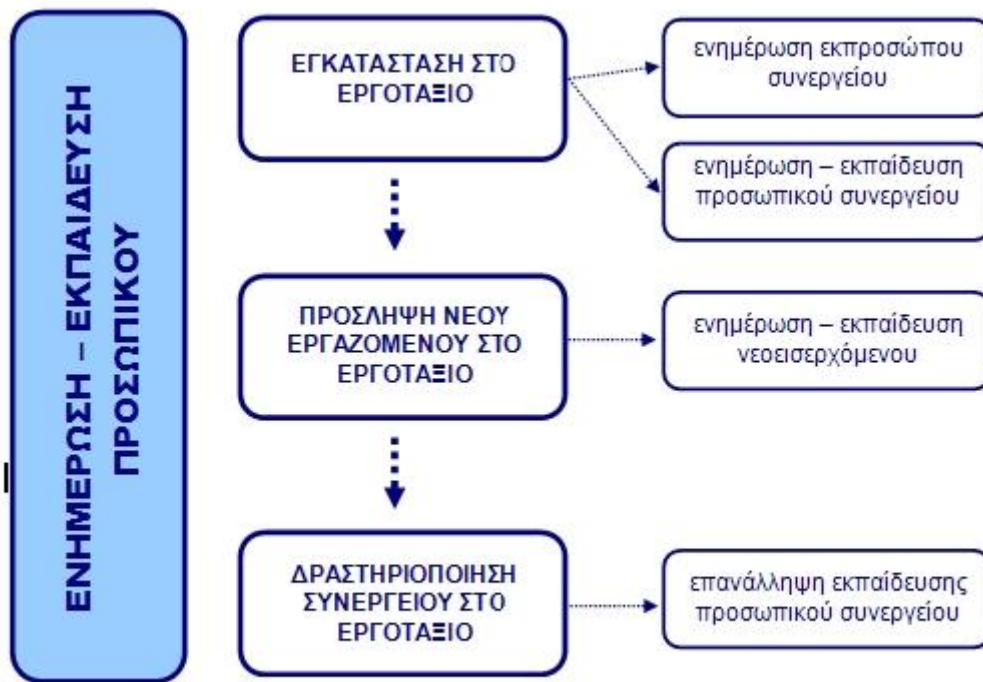 ΕΝΗΜΕΡΩΣΗ – ΕΚΠΑΙΔΕΥΣΗ
ΠΡΟΣΩΠΙΚΟΥ
ΕΓΚΑΤΑΣΤΑΣΗ ΣΤΟ
ΕΡΓΟΤΑΞΙΟ
ενημέρωση εκπροσώπου
συνεργείου
ενημέρωση – εκπαίδευση
προσωπικού συνεργείου
ΠΡΟΣΛΗΨΗ ΝΕΟΥ
ΕΡΓΑΖΟΜΕΝΟΥ ΣΤΟ
ΕΡΓΟΤΑΞΙΟ
ενημέρωση – εκπαίδευση
νεοεισερχόμενου
ΔΡΑΣΤΗΡΙΟΠΟΙΗΣΗ
ΣΥΝΕΡΓΕΙΟΥ ΣΤΟ
ΕΡΓΟΤΑΞΙΟ
επανάλληψη εκπαίδευσης
προσωπικού συνεργείου